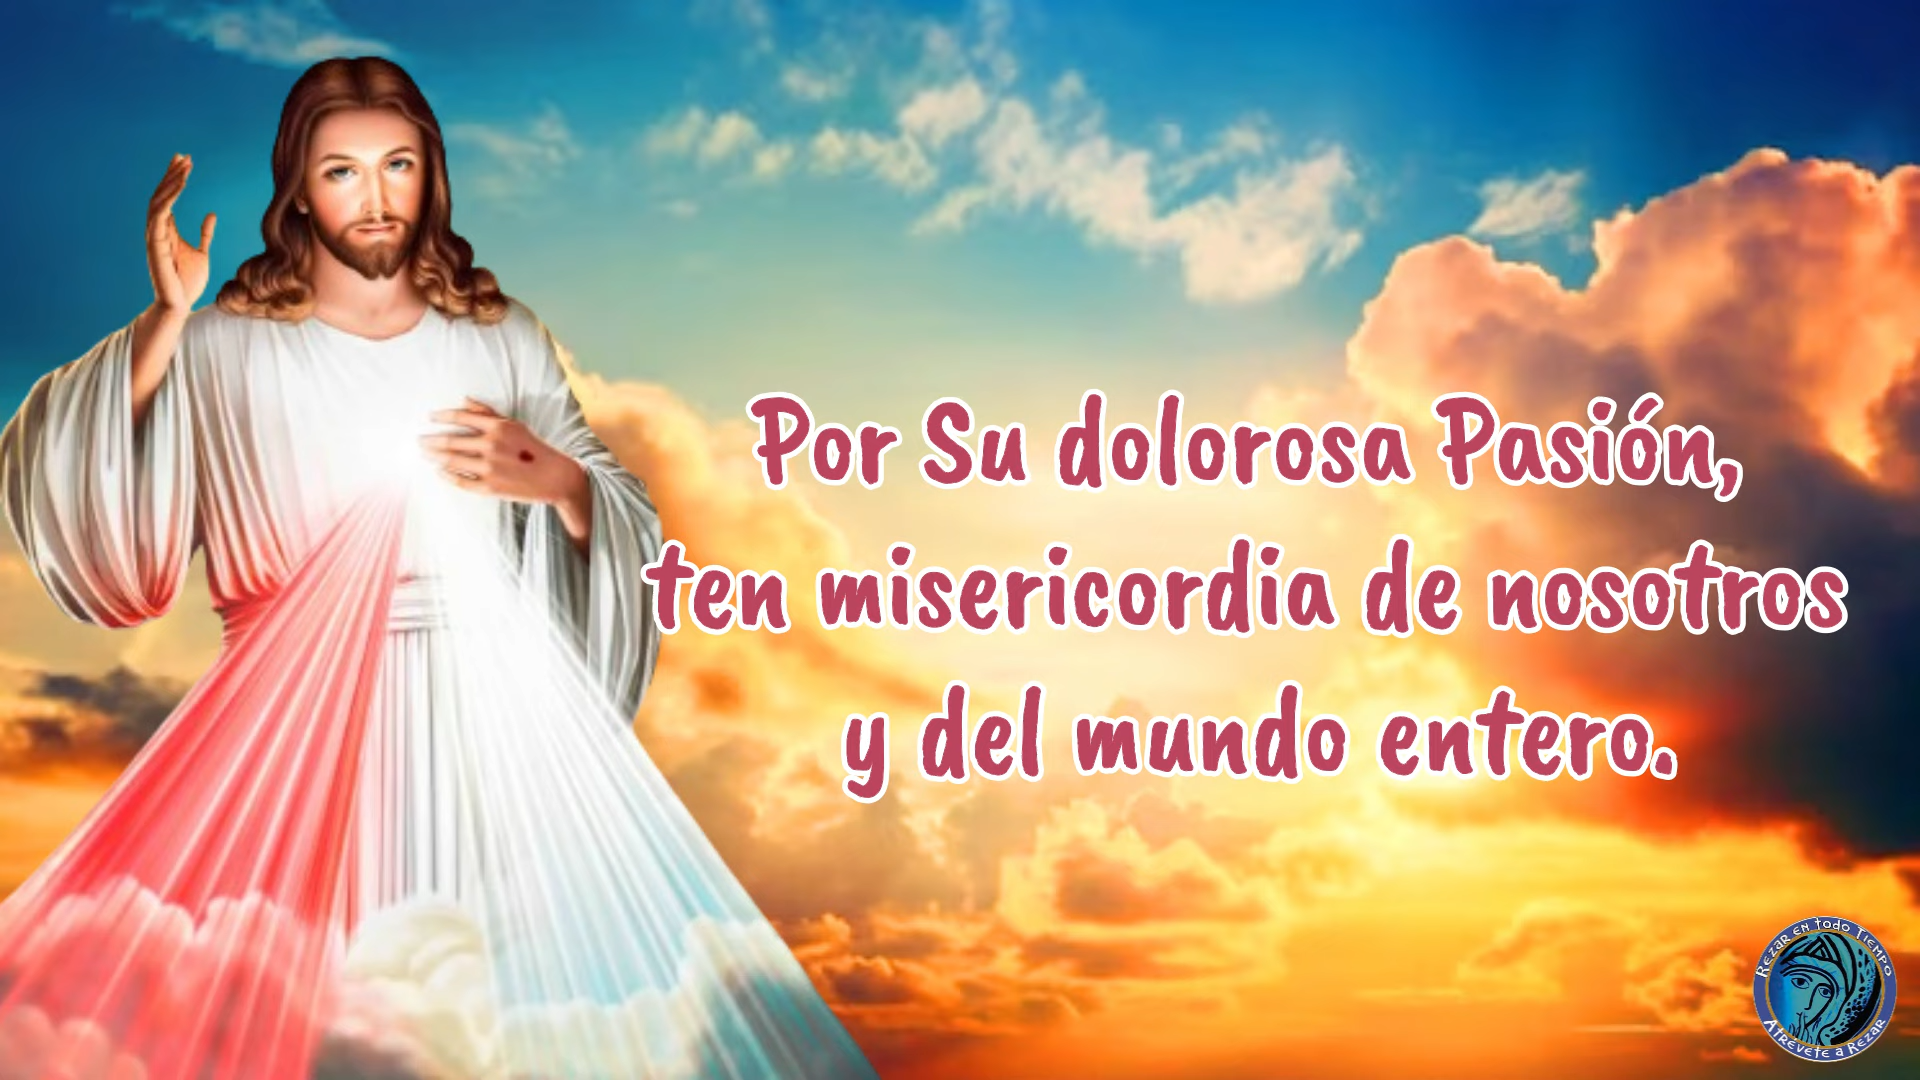 Por Su dolorosa Pasión,
ten misericordia de nosotros
y del mundo entero.
Rezar en todo Tiempo
Atrévete a Rezar